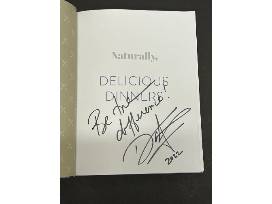 Naturally,
DELICIOUS
DINNERS
Be the
difference!
2022